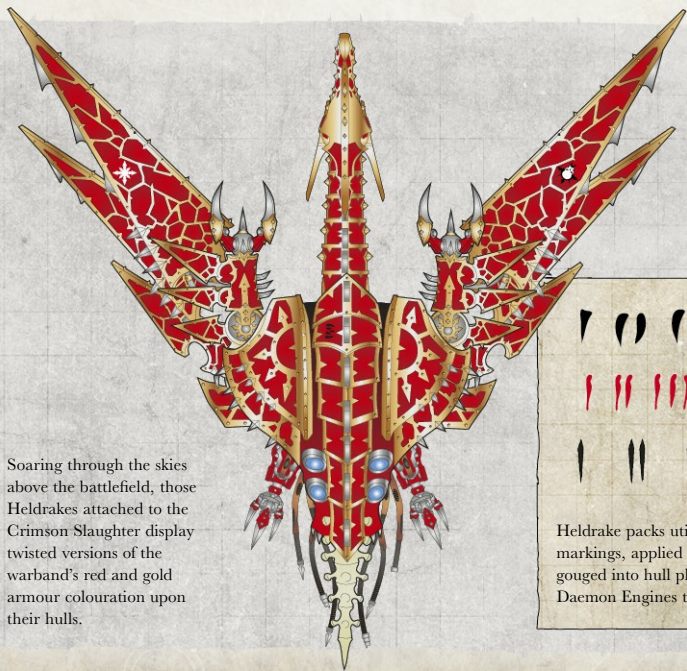 Soaring through the skies
above the battlefield, those
Heldrakes attached to the
Crimson Slaughter display
twisted versions of the
warband's red and gold
armour colouration upon
their hulls.
Heldrake packs uti
markings, applied
gouged into hull pl
Daemon Engines t